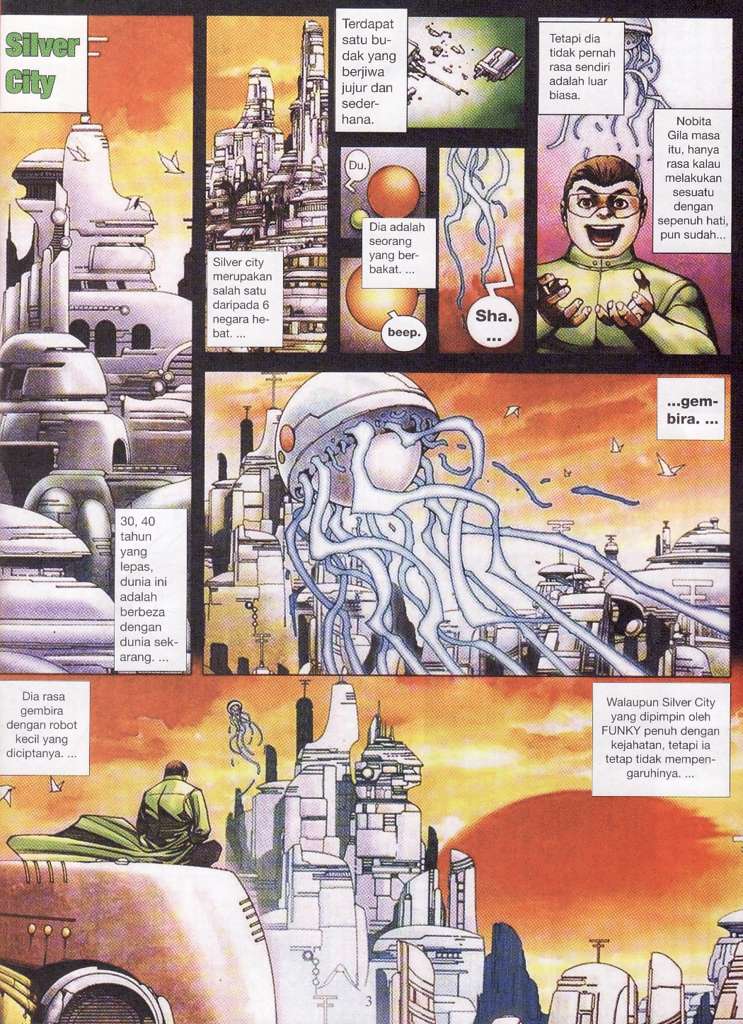 Silver
City
30, 40
tahun
yang
lepas,
dunia ini
adalah
berbeza
dengan
dunia sek-
arang. ...
Silver city
merupakan
salah satu
daripada 6
negara he-
bat. ...
Terdapat
satu bu-
dak yang
berjiwa
jujur dan
seder-
hana.
Du.
Dia adalah
seorang
yang ber-
bakat. ...
beep.
Sha.
...
Tetapi dia
tidak pernah
rasa sendiri
adalah luar
biasa.
Nobita
Gila masa
itu, hanya
rasa kalau
melakukan
sesuatu
dengan
sepenuh hati,
pun sudah...
...gem-
bira. ...
Dia rasa
gembira
dengan robot
kecil yang
diciptanya. ...
Walaupun Silver City
yang dipimpin oleh
FUNKY penuh dengan
kejahatan, tetapi ia
tetap tidak mempen-
garuhinya. ...
3